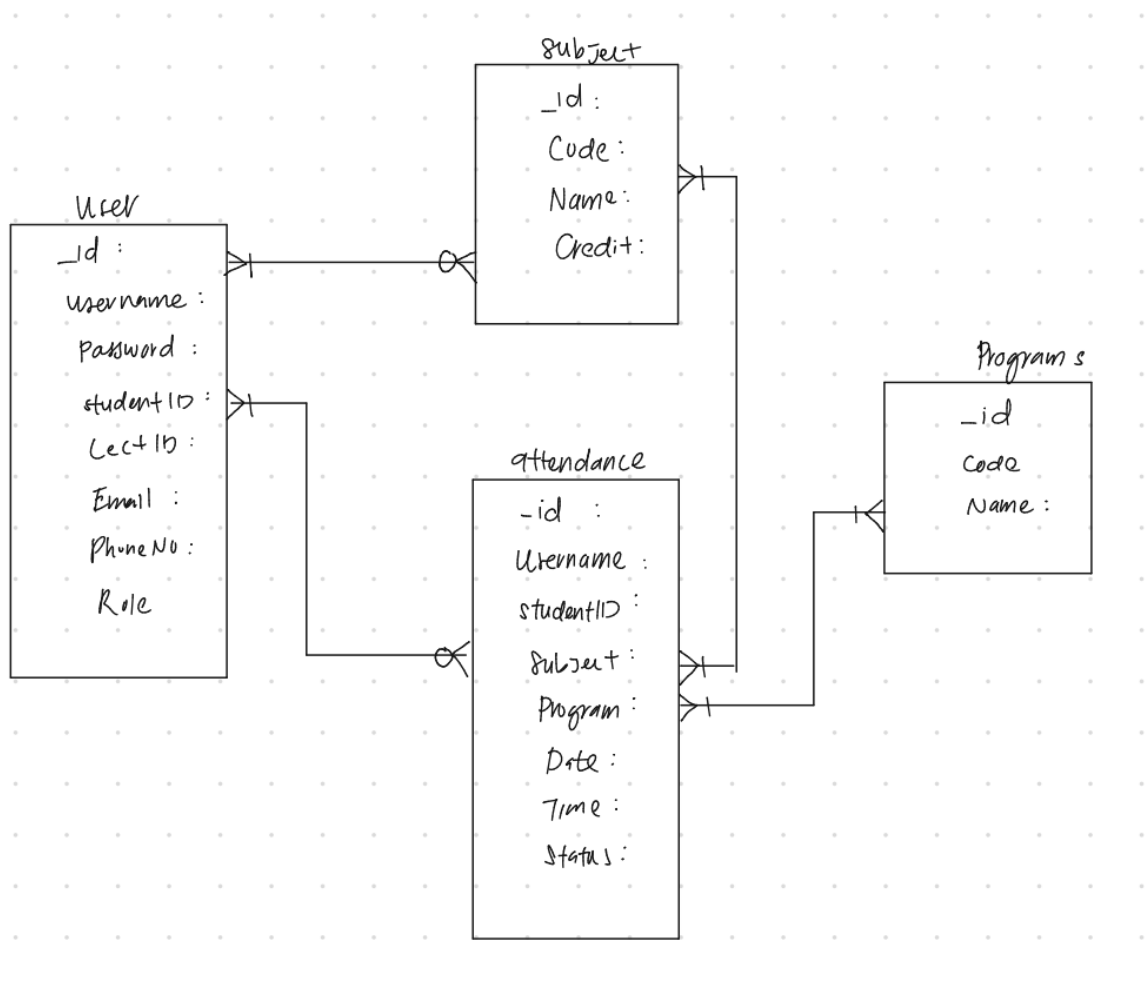 Subject
_id :
Code :
Name :
Credit :
User
_id :
username :
Password :
studentID :
LectID :
Email :
PhoneNo :
Role
attendance
_id :
Username :
studentID :
Subject :
Program :
Date :
Time :
Status :
Programs
_id
Code
Name :